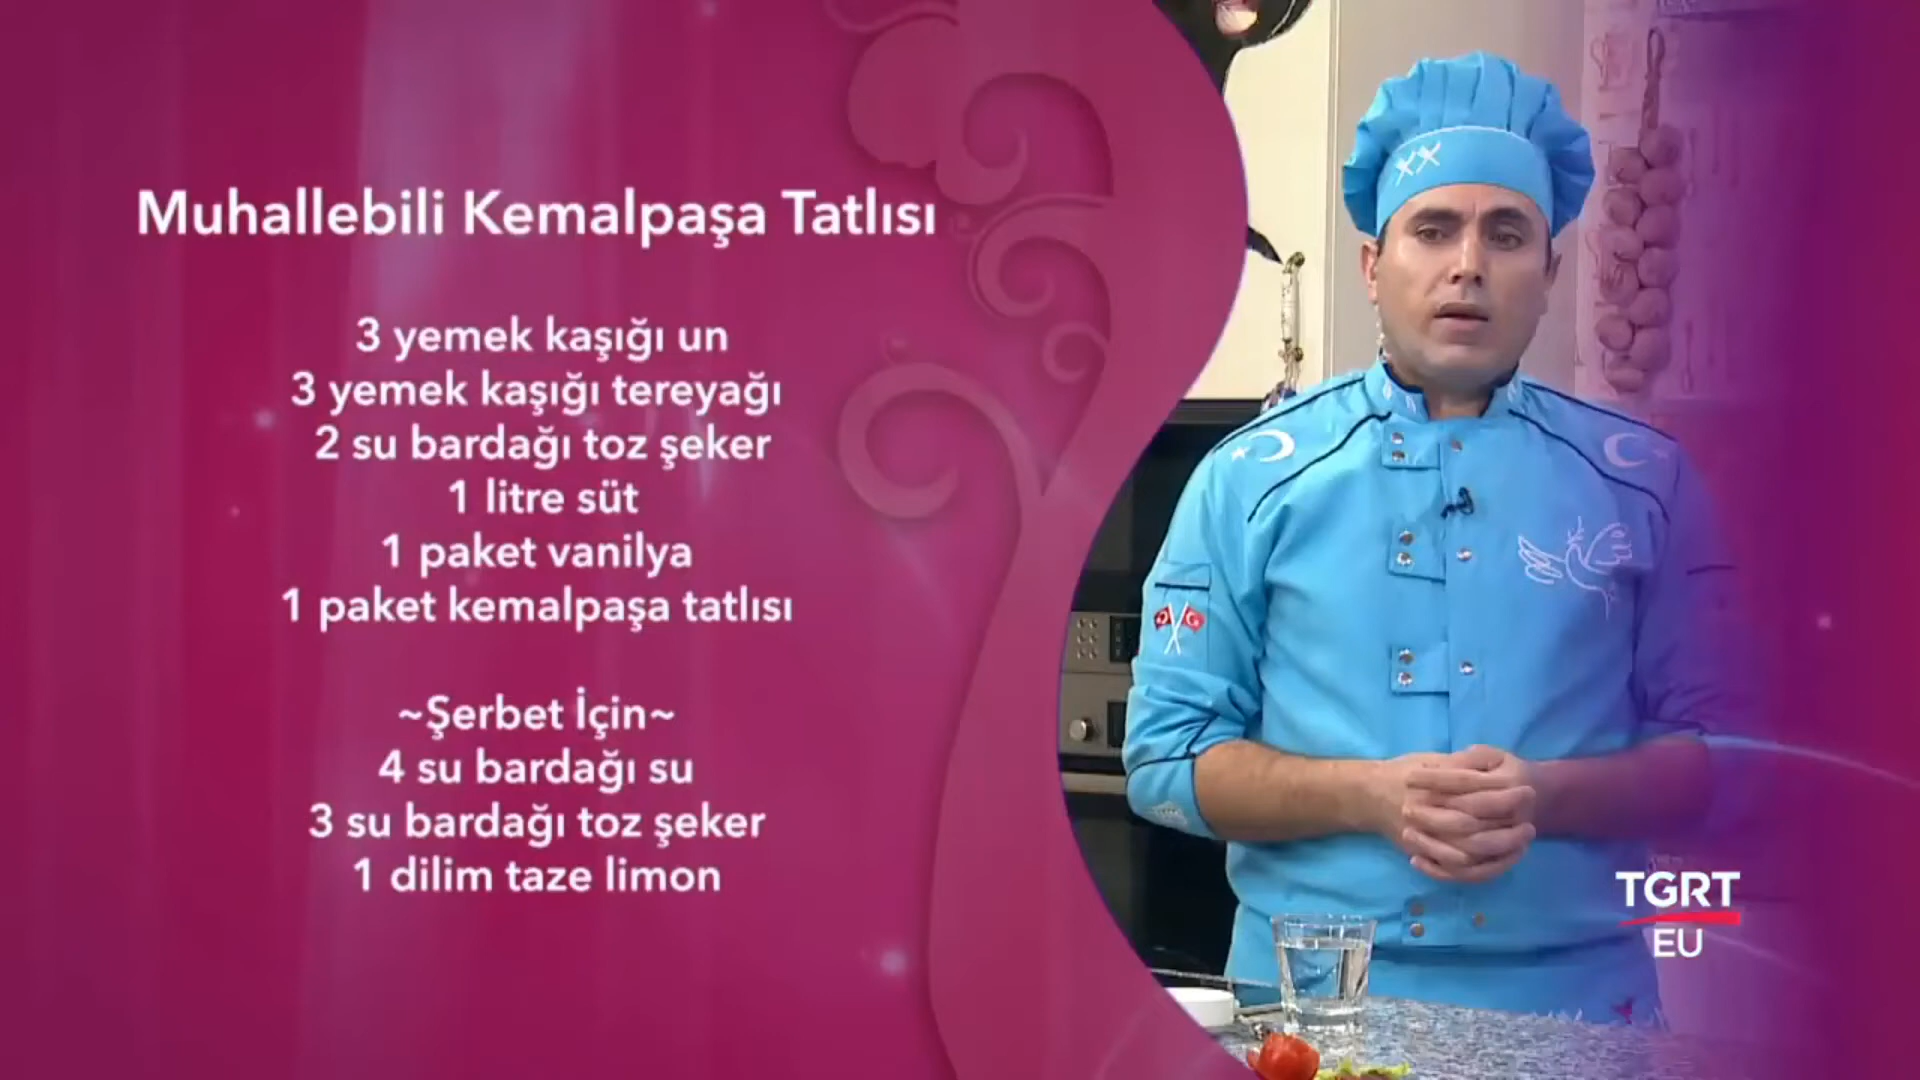 Muhallebili Kemalpaşa Tatlısı
3 yemek kaşığı un
3 yemek kaşığı tereyağı
2 su bardağı toz şeker
1 litre süt
1 paket vanilya
1 paket kemalpaşa tatlısı
~Şerbet İçin~
4 su bardağı su
3 su bardağı toz şeker
1 dilim taze limon
TGRT
EU